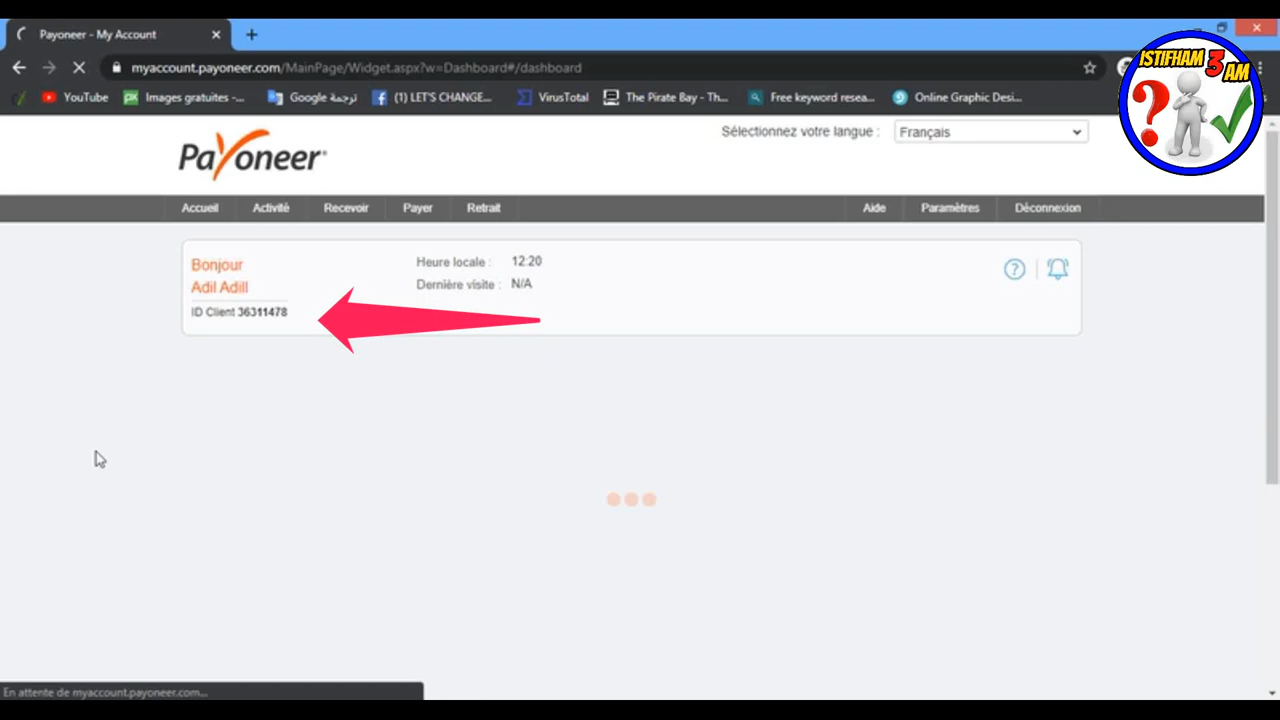 Payoneer - My Account
myaccount.payoneer.com/MainPage/Widget.aspx?w=Dashboard#/dashboard
YouTube
Images gratuites -...
Google ترجمة
(1) LET'S CHANGE...
VirusTotal
The Pirate Bay - Th...
Free keyword resea...
Online Graphic Desi...
ISTIFHAM 3 AM
Payoneer
Sélectionnez votre langue :
Français
Accueil
Activité
Recevoir
Payer
Retrait
Aide
Paramètres
Déconnexion
Bonjour
Adil Adill
ID Client 36311478
Heure locale : 12:20
Dernière visite : N/A
En attente de myaccount.payoneer.com...